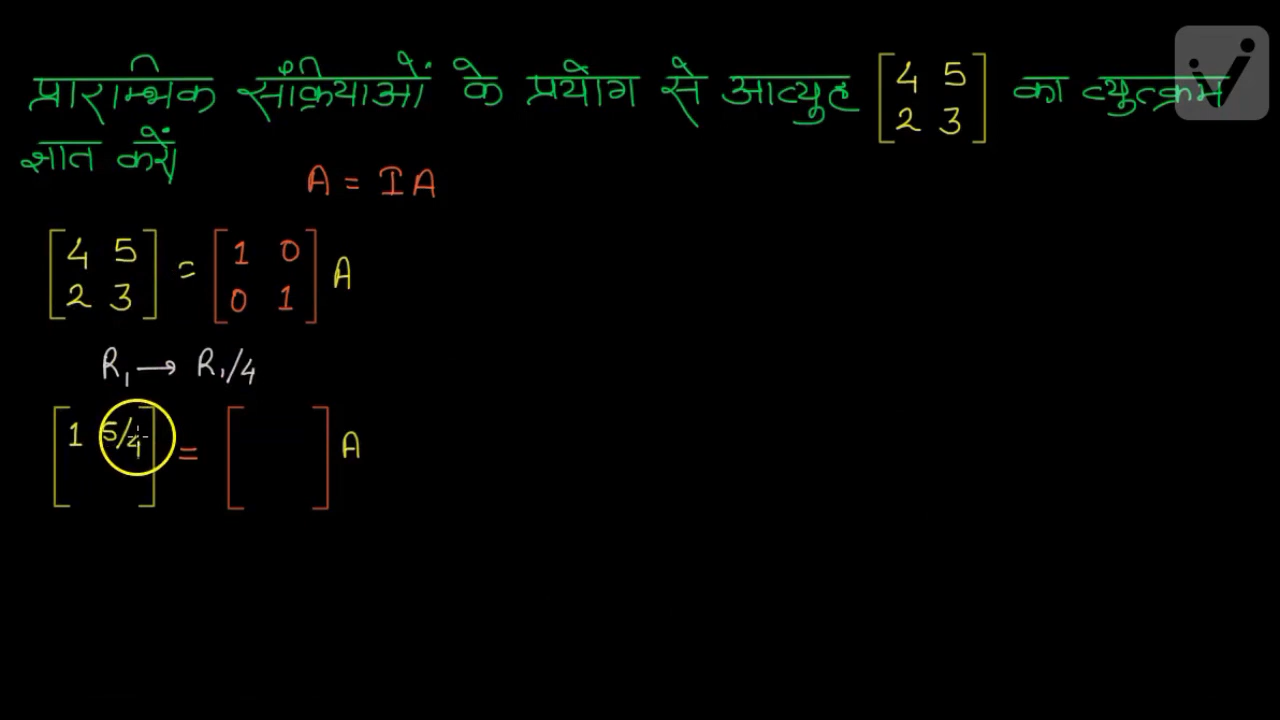 प्रारम्भिक संक्रियाओं के प्रयोग से आव्यूह [4 5 का व्युत्क्रम
2 3]
ज्ञात करें।
A = I A
[4 5 = [1 0 A
2 3] 0 1]
R₁ → R₁/4
[1 5/4] = [ ] A